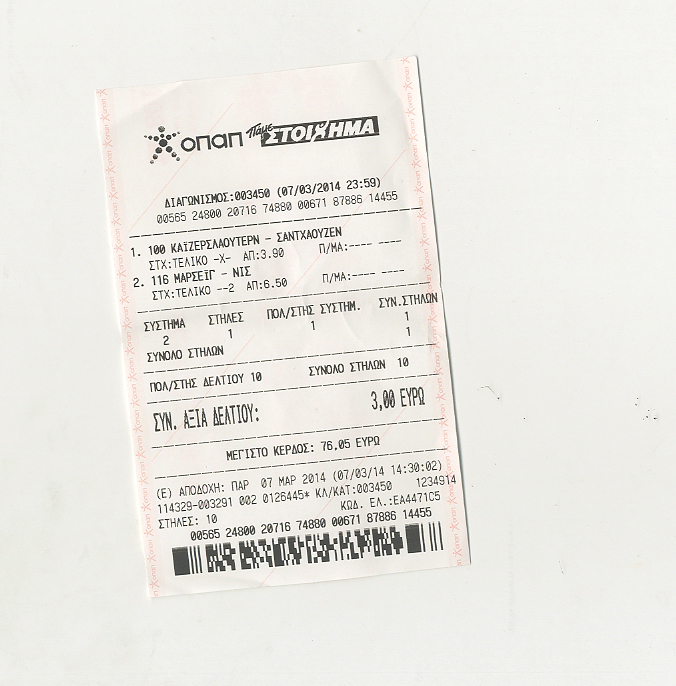 οπαπ Πάμε ΣΤΟΙΧΗΜΑ
ΔΙΑΓΩΝΙΣΜΟΣ:003450 (07/03/2014 23:59)
00565 24800 20716 74880 00671 87886 14455
1. 100 ΚΑΪΖΕΡΣΛΑΟΥΤΕΡΝ - ΣΑΝΤΧΑΟΥΖΕΝ
ΣΤΧ:ΤΕΛΙΚΟ -X- ΑΠ:3.90 Π/ΜΑ:---- ----
2. 116 ΜΑΡΣΕΪΓ - ΝΙΣ
ΣΤΧ:ΤΕΛΙΚΟ --2 ΑΠ:6.50 Π/ΜΑ:---- ----
ΣΥΣΤΗΜΑ ΣΤΗΛΕΣ ΠΟΛ/ΣΤΗΣ ΣΥΣΤΗΜ. ΣΥΝ.ΣΤΗΛΩΝ
2 1 1 1
ΣΥΝΟΛΟ ΣΤΗΛΩΝ 1
ΠΟΛ/ΣΤΗΣ ΔΕΛΤΙΟΥ 10 ΣΥΝΟΛΟ ΣΤΗΛΩΝ 10
ΣΥΝ. ΑΞΙΑ ΔΕΛΤΙΟΥ: 3,00 ΕΥΡΩ
ΜΕΓΙΣΤΟ ΚΕΡΔΟΣ: 76,05 ΕΥΡΩ
(Ε) ΑΠΟΔΟΧΗ: ΠΑΡ 07 ΜΑΡ 2014 (07/03/14 14:30:02)
114329-003291 002 0126445* ΚΛ/ΚΑΤ:003450 1234914
ΣΤΗΛΕΣ: 10 ΚΩΔ. ΕΛ.:EA4471C5
00565 24800 20716 74880 00671 87886 14455